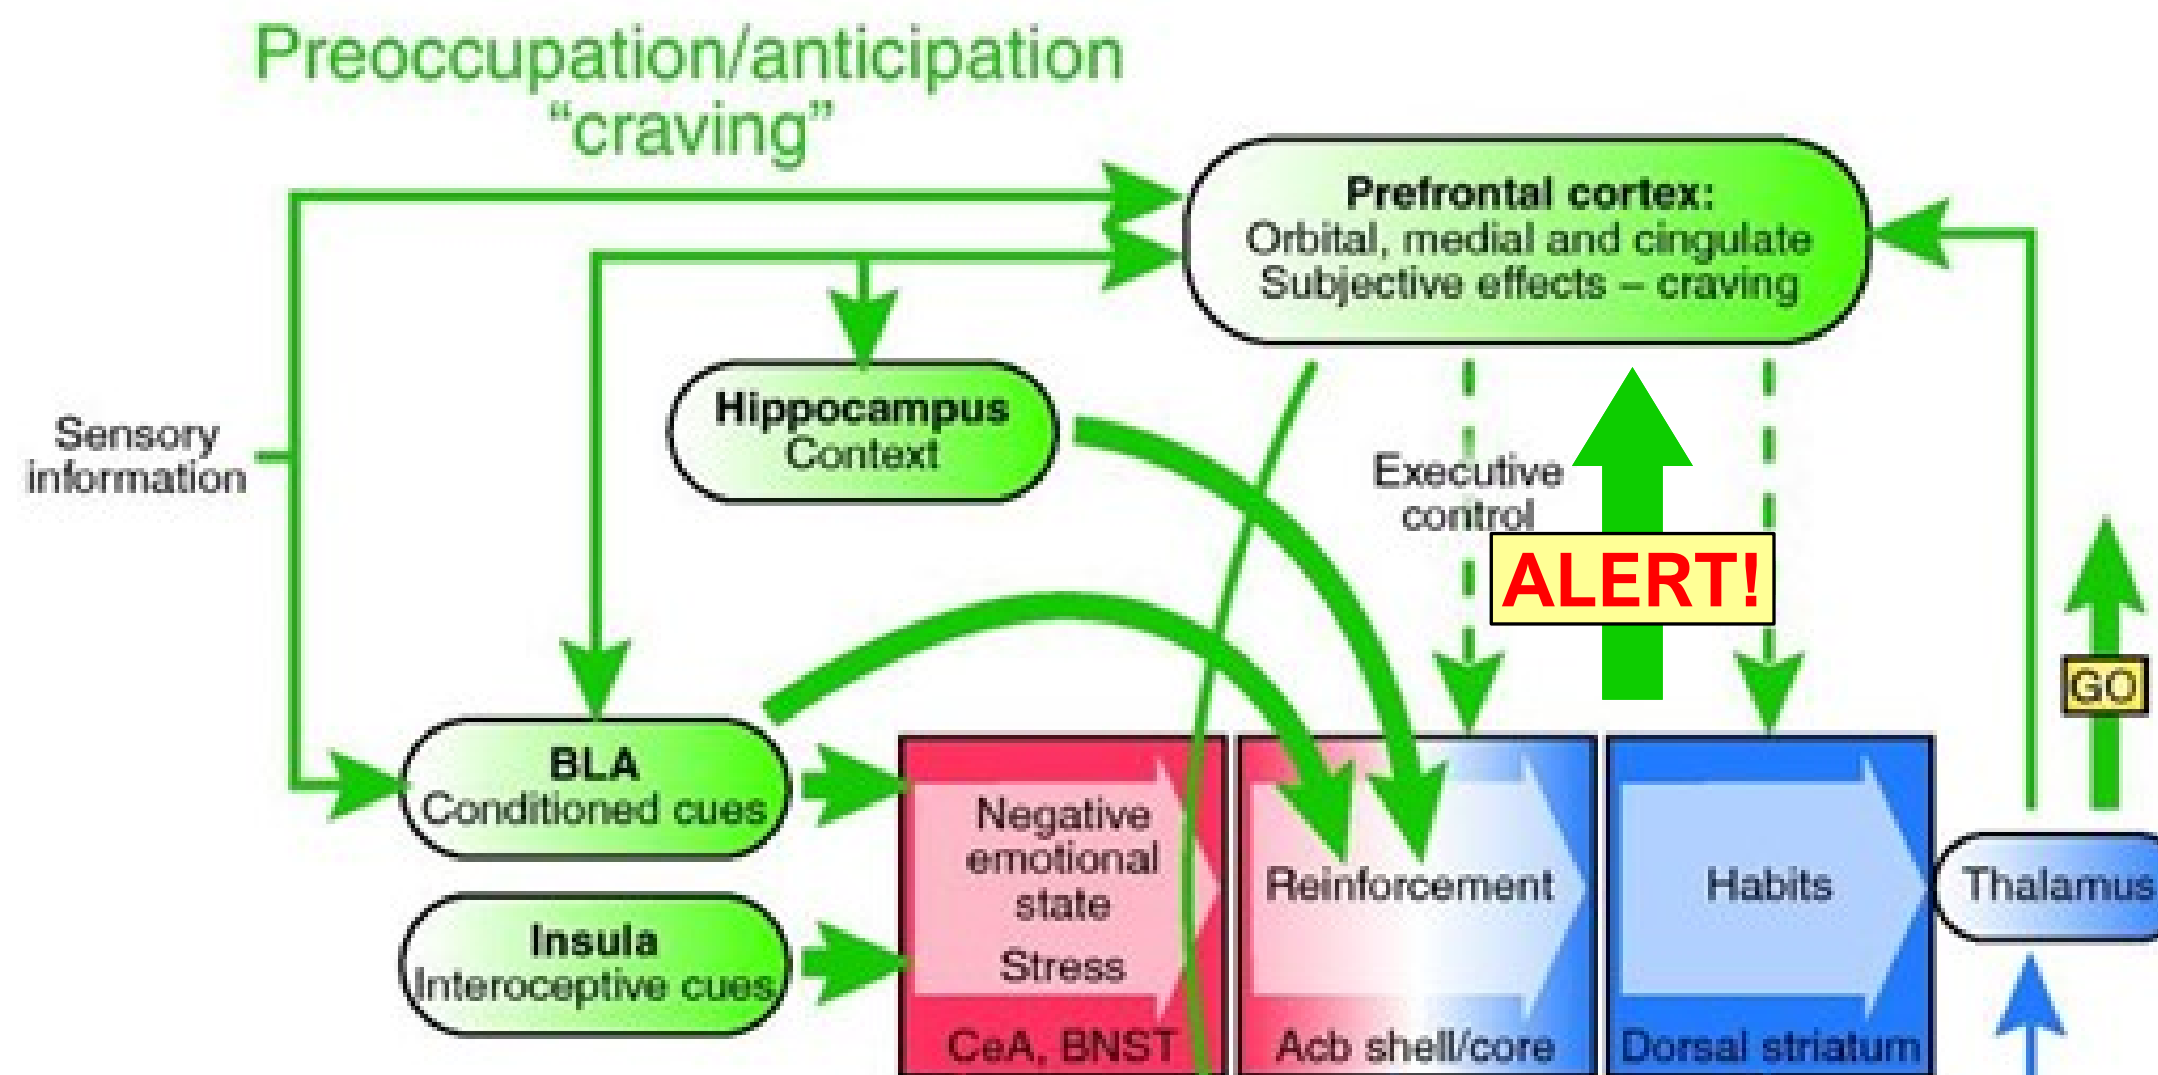 Preoccupation/anticipation
“craving”
Prefrontal cortex:
Orbital, medial and cingulate
Subjective effects – craving
Hippocampus
Context
Sensory
information
Executive
control
ALERT!
GO
BLA
Conditioned cues
Insula
Interoceptive cues
Negative
emotional
state
Stress
CeA, BNST
Reinforcement
Acb shell/core
Habits
Dorsal striatum
Thalamus